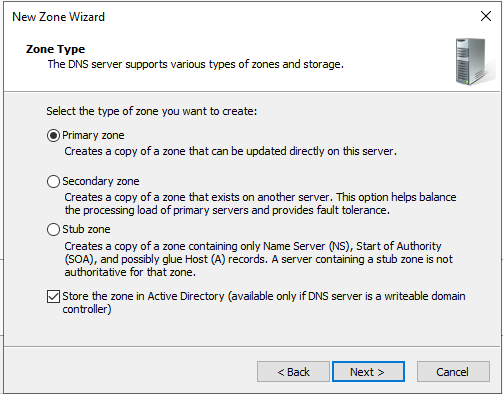 New Zone Wizard
Zone Type
The DNS server supports various types of zones and storage.
Select the type of zone you want to create:
Primary zone
Creates a copy of a zone that can be updated directly on this server.
Secondary zone
Creates a copy of a zone that exists on another server. This option helps balance
the processing load of primary servers and provides fault tolerance.
Stub zone
Creates a copy of a zone containing only Name Server (NS), Start of Authority
(SOA), and possibly glue Host (A) records. A server containing a stub zone is not
authoritative for that zone.
Store the zone in Active Directory (available only if DNS server is a writeable domain
controller)
< Back
Next >
Cancel